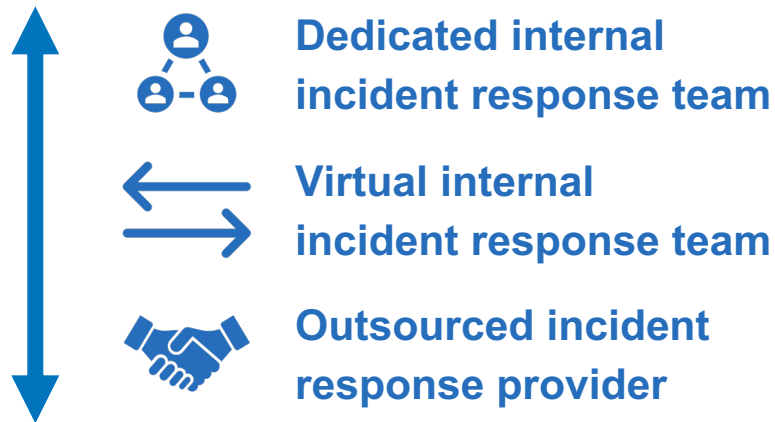 Dedicated internal
incident response team
Virtual internal
incident response team
Outsourced incident
response provider